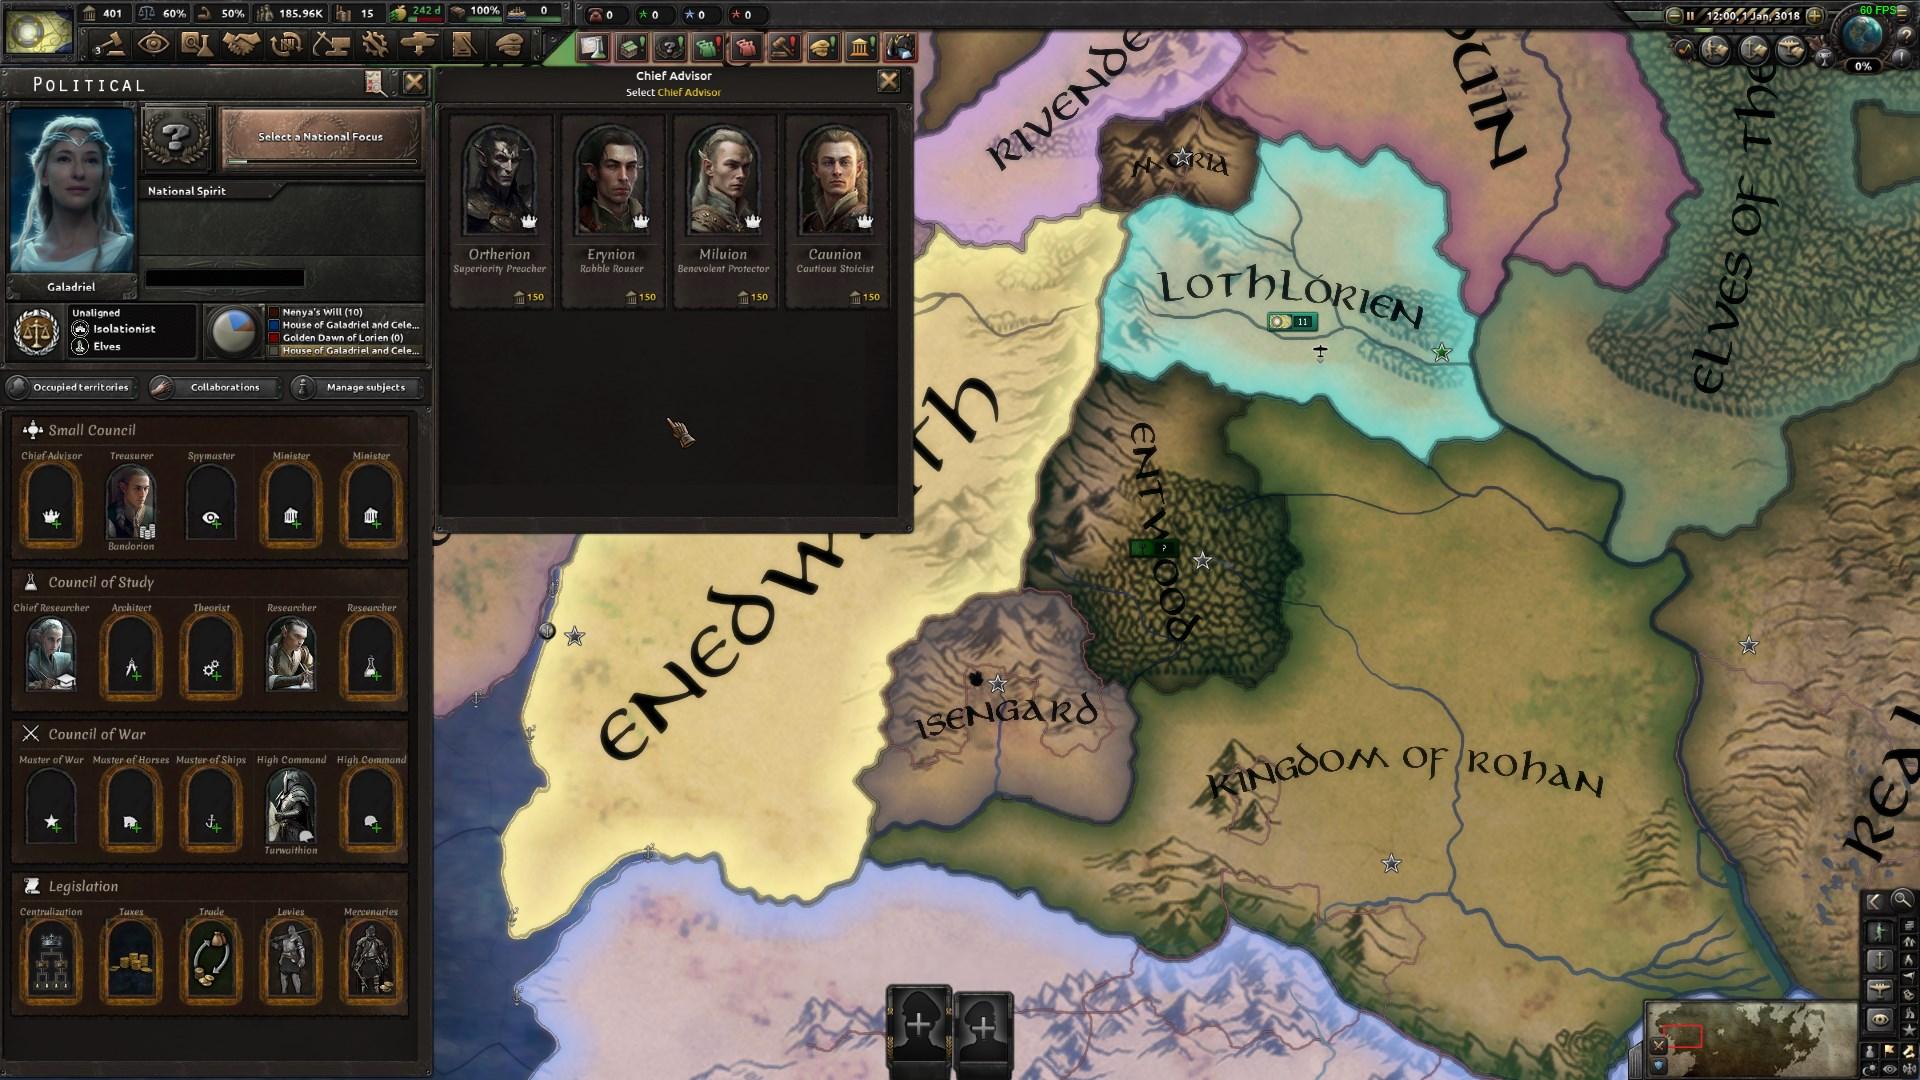 401 60% 50% 185.96K 15 242 d 100% 0 0 0 0 0
12:00, 1 Jan, 3018
60 FPS
3
0%
POLITICAL
Chief Advisor
Select Chief Advisor
Select a National Focus
National Spirit
Galadriel
Ortherion
Superiority Preacher
150
Erynion
Rabble Rouser
150
Miluion
Benevolent Protector
150
Caunion
Cautious Stoicist
150
Unaligned
Isolationist
Elves
Nenya's Will (10)
House of Galadriel and Cele...
Golden Dawn of Lorien (0)
House of Galadriel and Cele...
Occupied territories
Collaborations
Manage subjects
Small Council
Chief Advisor Treasurer Spymaster Minister Minister
Bandorion
Council of Study
Chief Researcher Architect Theorist Researcher Researcher
Council of War
Master of War Master of Horses Master of Ships High Command High Command
Turwaithion
Legislation
Centralization Taxes Trade Levies Mercenaries
RIVENDE
MORIA
UIN
ELVES OF THE
LOTHLÓRIEN
11
ENTWOOD
?
ENEDW
TH
ISENGARD
KINGDOM OF ROHAN
REA